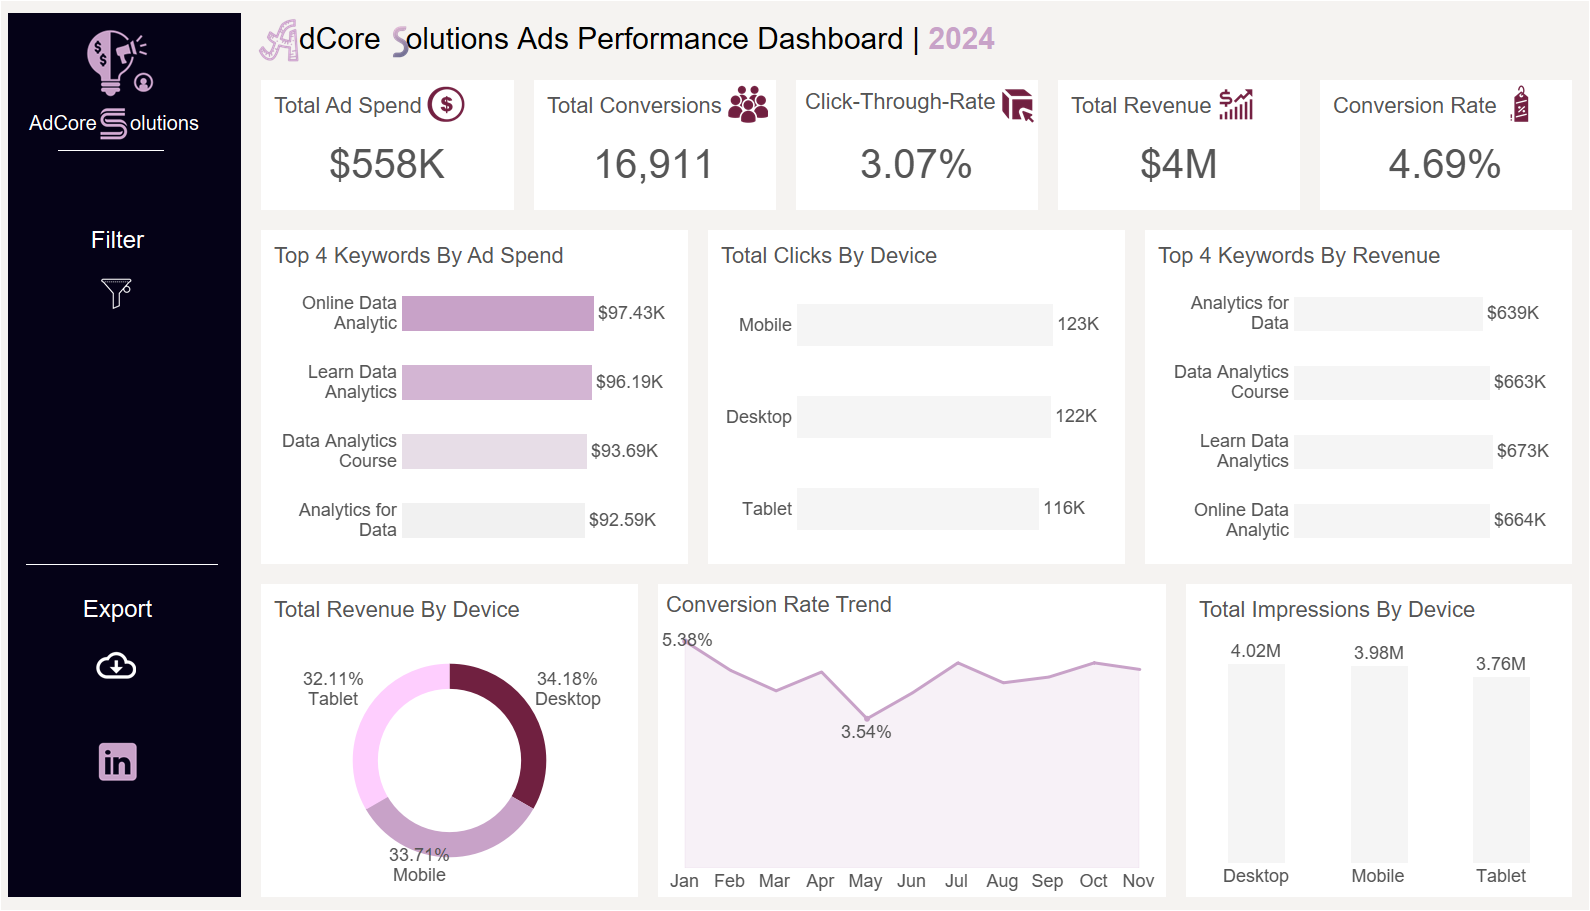 AdCore Solutions
Filter
Export
in
AdCore Solutions Ads Performance Dashboard | 2024
Total Ad Spend
$558K
Total Conversions
16,911
Click-Through-Rate
3.07%
Total Revenue
$4M
Conversion Rate
4.69%
Top 4 Keywords By Ad Spend
Online Data
Analytic
$97.43K
Learn Data
Analytics
$96.19K
Data Analytics
Course
$93.69K
Analytics for
Data
$92.59K
Total Clicks By Device
Mobile
123K
Desktop
122K
Tablet
116K
Top 4 Keywords By Revenue
Analytics for
Data
$639K
Data Analytics
Course
$663K
Learn Data
Analytics
$673K
Online Data
Analytic
$664K
Total Revenue By Device
32.11%
Tablet
34.18%
Desktop
33.71%
Mobile
Conversion Rate Trend
5.38%
3.54%
Jan Feb Mar Apr May Jun Jul Aug Sep Oct Nov
Total Impressions By Device
4.02M 3.98M 3.76M
Desktop Mobile Tablet